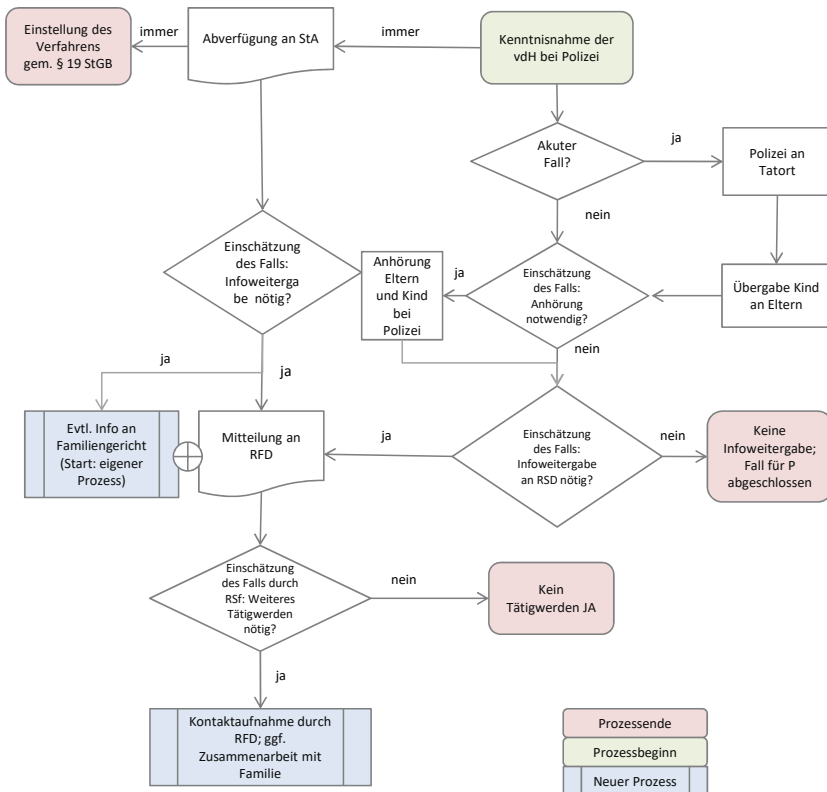 Einstellung des
Verfahrens
gem. § 19 StGB
immer
Abverfügung an StA
immer
Kenntnisnahme der
vdH bei Polizei
Akuter
Fall?
ja
Polizei an
Tatort
nein
Einschätzung
des Falls:
Infoweiterga
be nötig?
Anhörung
Eltern
und Kind
bei
Polizei
ja
Einschätzung
des Falls:
Anhörung
notwendig?
Übergabe Kind
an Eltern
nein
ja
ja
Evtl. Info an
Familiengericht
(Start: eigener
Prozess)
Mitteilung an
RFD
ja
Einschätzung
des Falls:
Infoweitergabe
an RSD nötig?
nein
Keine
Infoweitergabe;
Fall für P
abgeschlossen
Einschätzung
des Falls durch
RSf: Weiteres
Tätigwerden
nötig?
nein
Kein
Tätigwerden JA
ja
Kontaktaufnahme durch
RFD; ggf.
Zusammenarbeit mit
Familie
Prozessende
Prozessbeginn
Neuer Prozess